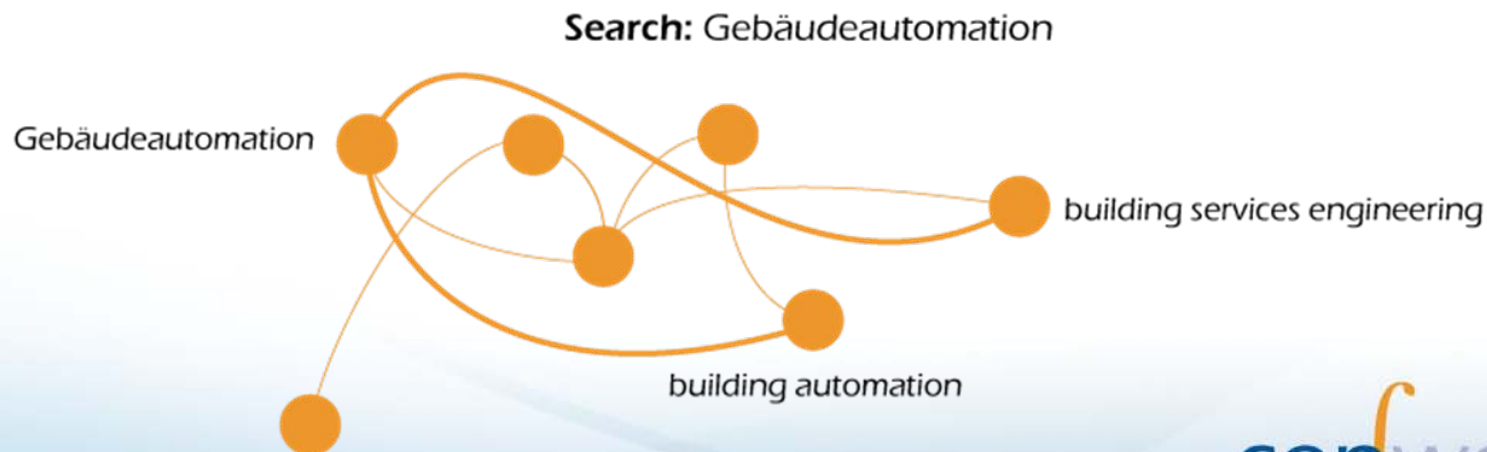 Search: Gebäudeautomation
Gebäudeautomation
building services engineering
building automation